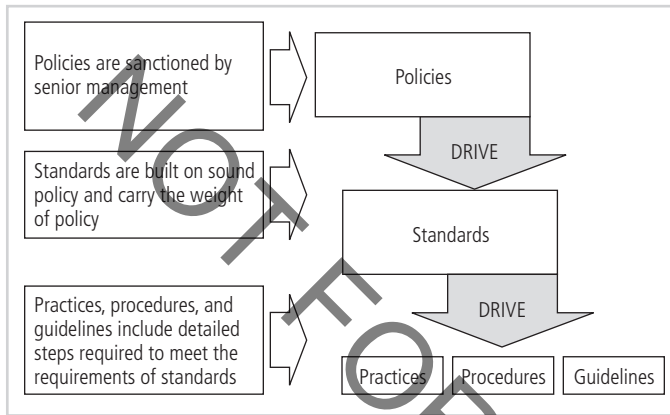 Policies are sanctioned by
senior management
Policies
DRIVE
Standards are built on sound
policy and carry the weight
of policy
Standards
DRIVE
Practices, procedures, and
guidelines include detailed
steps required to meet the
requirements of standards
Practices
Procedures
Guidelines
NOT FOR